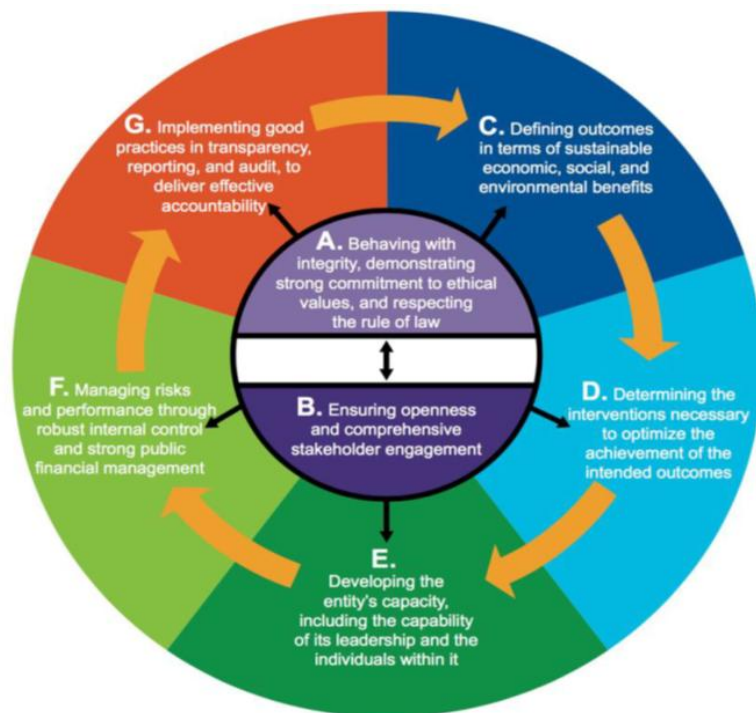 G. Implementing good
practices in transparency,
reporting, and audit, to
deliver effective
accountability
C. Defining outcomes
in terms of sustainable
economic, social, and
environmental benefits
A. Behaving with
integrity, demonstrating
strong commitment to ethical
values, and respecting
the rule of law
B. Ensuring openness
and comprehensive
stakeholder engagement
D. Determining the
interventions necessary
to optimize the
achievement of the
intended outcomes
E.
Developing the
entity's capacity,
including the capability
of its leadership and the
individuals within it
F. Managing risks
and performance through
robust internal control
and strong public
financial management